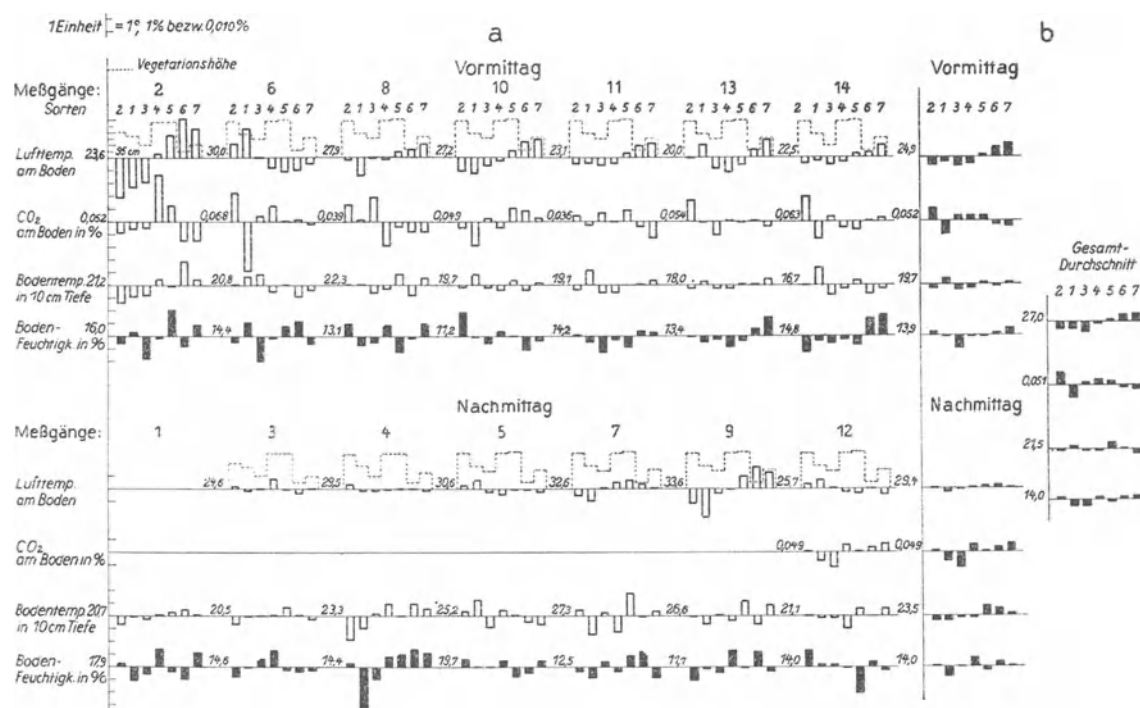 1 Einheit = 1°, 1% bezw. 0,010%
a
b
Vegetationshöhe
Vormittag
Vormittag
Meßgänge: 2 6 8 10 11 13 14
Sorten 2 1 3 4 5 6 7 2 1 3 4 5 6 7 2 1 3 4 5 6 7 2 1 3 4 5 6 7 2 1 3 4 5 6 7 2 1 3 4 5 6 7 2 1 3 4 5 6 7 2 1 3 4 5 6 7
35 cm
Lufttemp. 23,6 30,0 27,9 27,2 23,1 20,0 22,5 24,9
am Boden
CO₂ 0,052 0,068 0,039 0,049 0,036 0,054 0,063 0,052
am Boden in %
Bodentemp. 21,2 20,8 22,3 19,7 19,1 18,0 16,7 19,7
in 10 cm Tiefe
Boden- 16,0 14,4 13,1 11,2 14,2 13,4 14,8 13,9
Feuchtigk. in %
Gesamt-
Durchschnitt
2 1 3 4 5 6 7
27,0
0,051
21,5
14,0
Nachmittag
Nachmittag
Meßgänge: 1 3 4 5 7 9 12
Lufttemp. 24,6 29,5 30,6 32,6 33,6 25,7 29,4
am Boden
CO₂ 0,049 0,049
am Boden in %
Bodentemp. 20,7 20,5 23,3 25,2 27,3 26,6 21,1 23,5
in 10 cm Tiefe
Boden- 17,9 14,6 14,4 19,7 12,5 11,1 14,0 14,0
Feuchtigk. in %